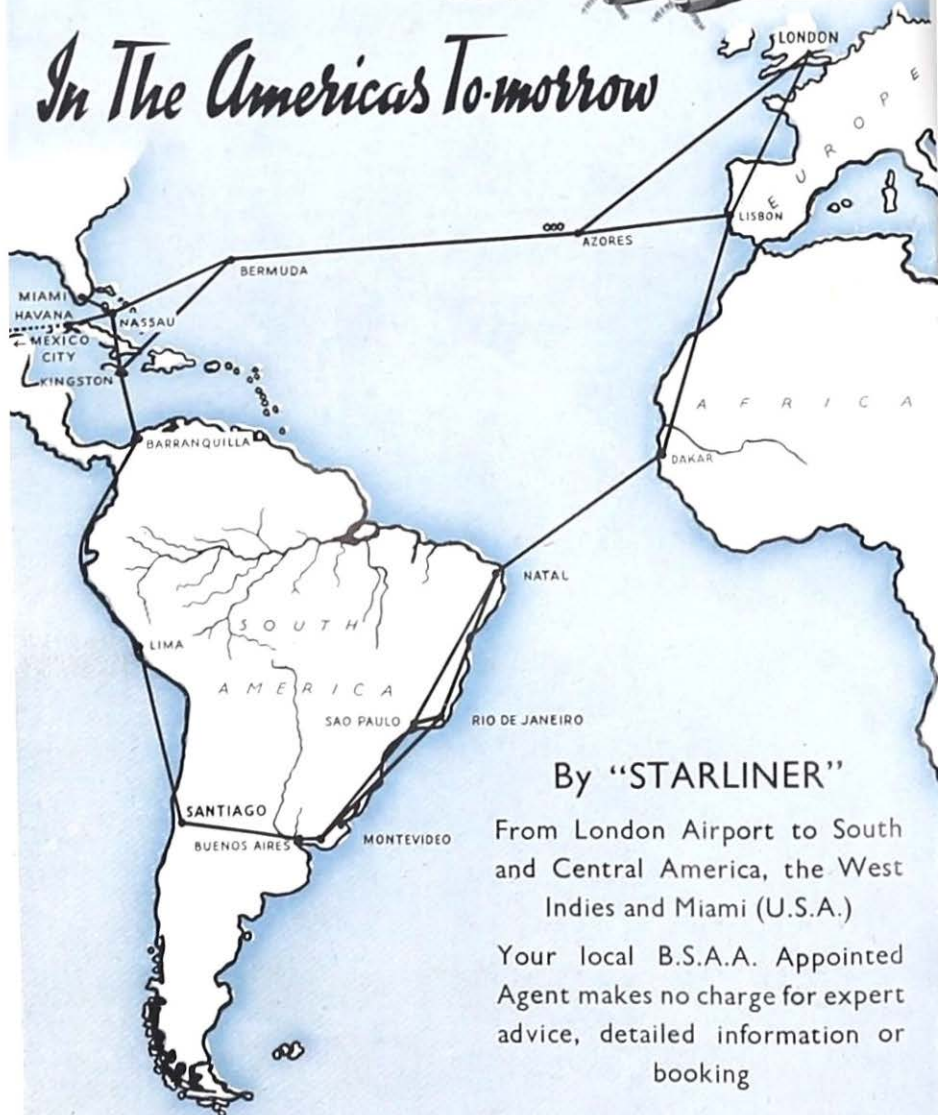 In The Americas To-morrow
LONDON
EUROPE
LISBON
AZORES
BERMUDA
MIAMI
HAVANA
NASSAU
← MEXICO
CITY
KINGSTON
AFRICA
BARRANQUILLA
DAKAR
NATAL
SOUTH
LIMA
AMERICA
SAO PAULO
RIO DE JANEIRO
SANTIAGO
BUENOS AIRES
MONTEVIDEO
By “STARLINER”
From London Airport to South
and Central America, the West
Indies and Miami (U.S.A.)
Your local B.S.A.A. Appointed
Agent makes no charge for expert
advice, detailed information or
booking